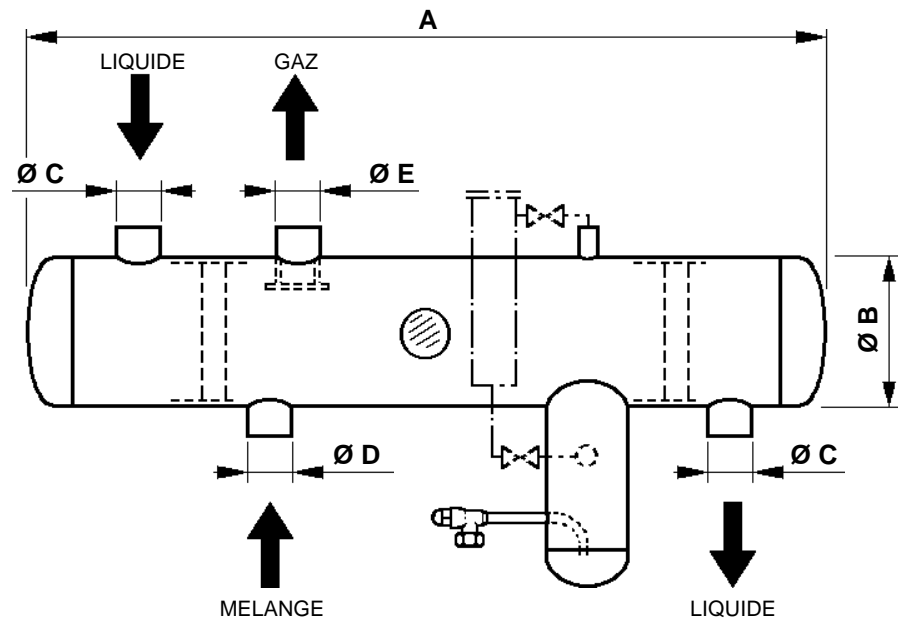 A
LIQUIDE GAZ
Ø C Ø E
Ø B
Ø D Ø C
MELANGE LIQUIDE